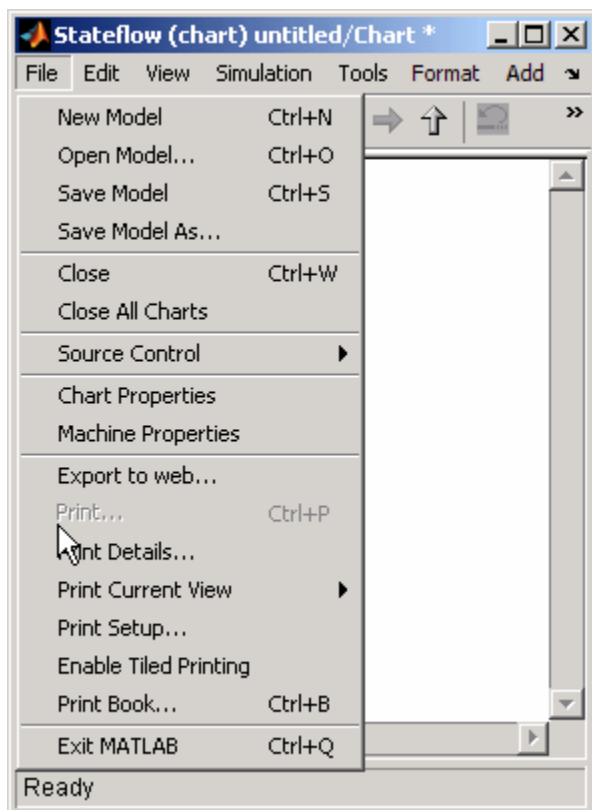 Stateflow (chart) untitled/Chart *
File Edit View Simulation Tools Format Add
New Model Ctrl+N
Open Model... Ctrl+O
Save Model Ctrl+S
Save Model As...
Close Ctrl+W
Close All Charts
Source Control
Chart Properties
Machine Properties
Export to web...
Print... Ctrl+P
Print Details...
Print Current View
Print Setup...
Enable Tiled Printing
Print Book... Ctrl+B
Exit MATLAB Ctrl+Q
Ready